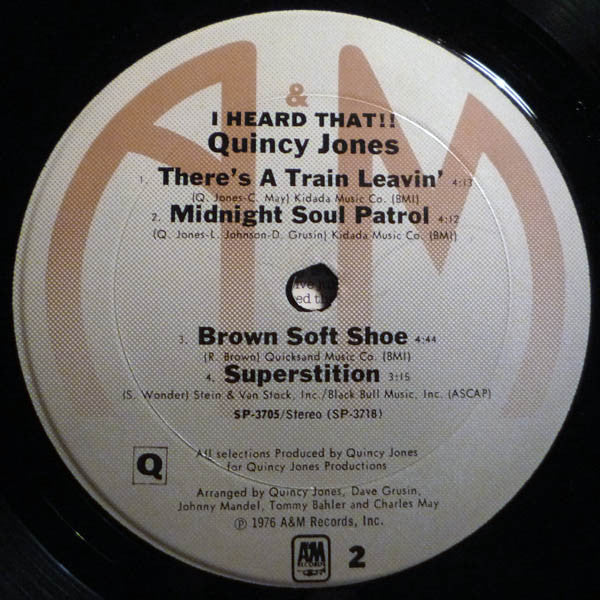 &
I HEARD THAT!!
Quincy Jones
1. There's A Train Leavin' 4:13
(Q. Jones-C. May) Kidada Music Co. (BMI)
2. Midnight Soul Patrol 4:12
(Q. Jones-L. Johnson-D. Grusin) Kidada Music Co. (BMI)
3. Brown Soft Shoe 4:44
(R. Brown) Quicksand Music Co. (BMI)
4. Superstition 3:15
(S. Wonder) Stein & Van Stock, Inc./Black Bull Music, Inc. (ASCAP)
SP-3705/Stereo (SP-3718)
Q
All selections Produced by Quincy Jones
for Quincy Jones Productions
Arranged by Quincy Jones, Dave Grusin,
Johnny Mandel, Tommy Bahler and Charles May
℗ 1976 A&M Records, Inc.
A&M
RECORDS
2